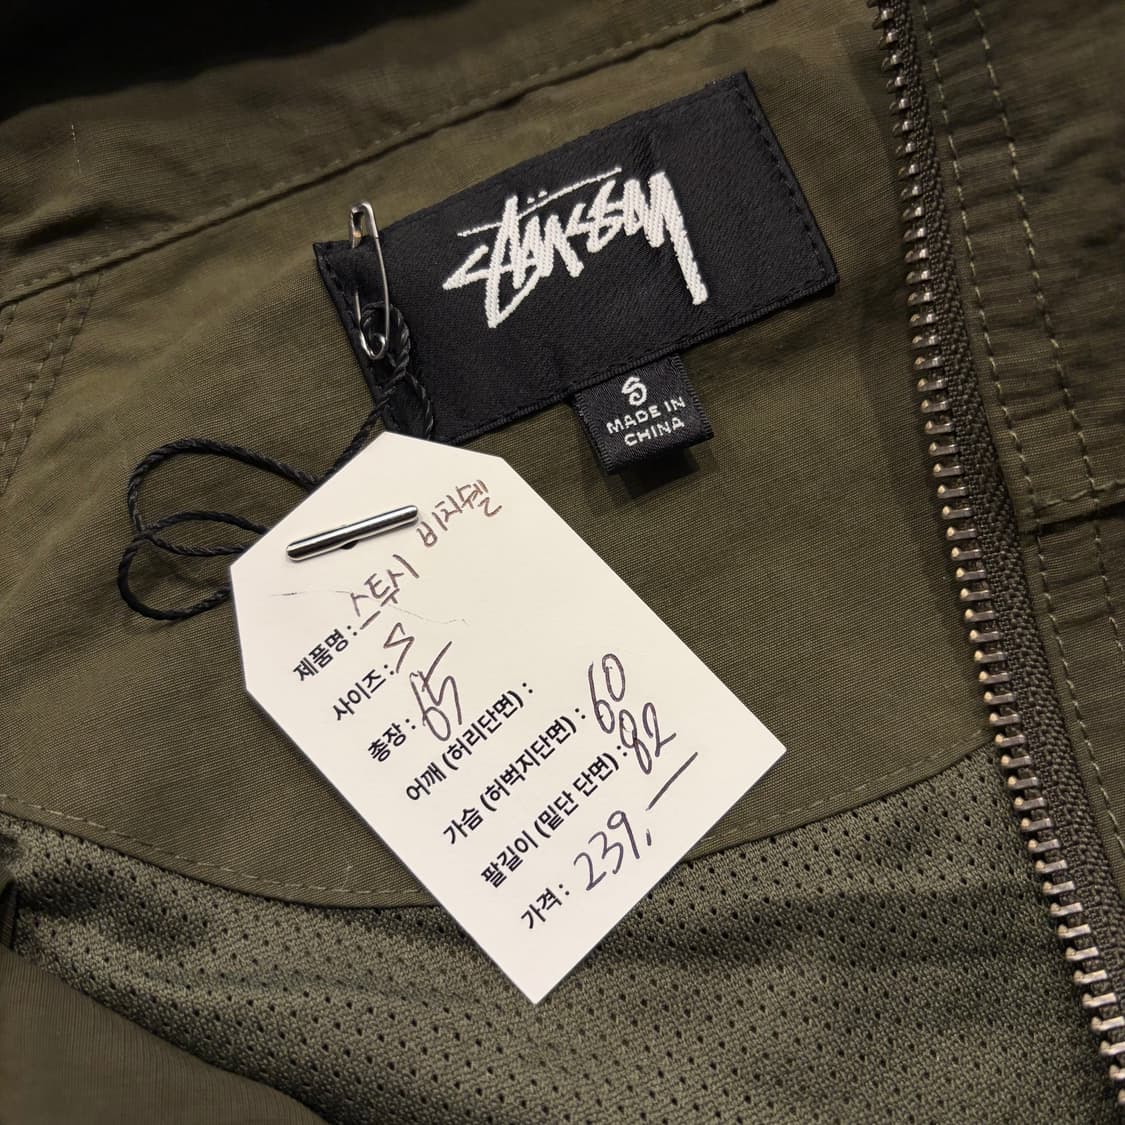 STÜSSY
S
MADE IN
CHINA
제품명 : 스투시 비치쉘
사이즈 : S
총장 : 65
어깨 (허리단면) :
가슴 (허벅지단면) : 60
팔길이 (밑단 단면) : 82
가격 : 239,—